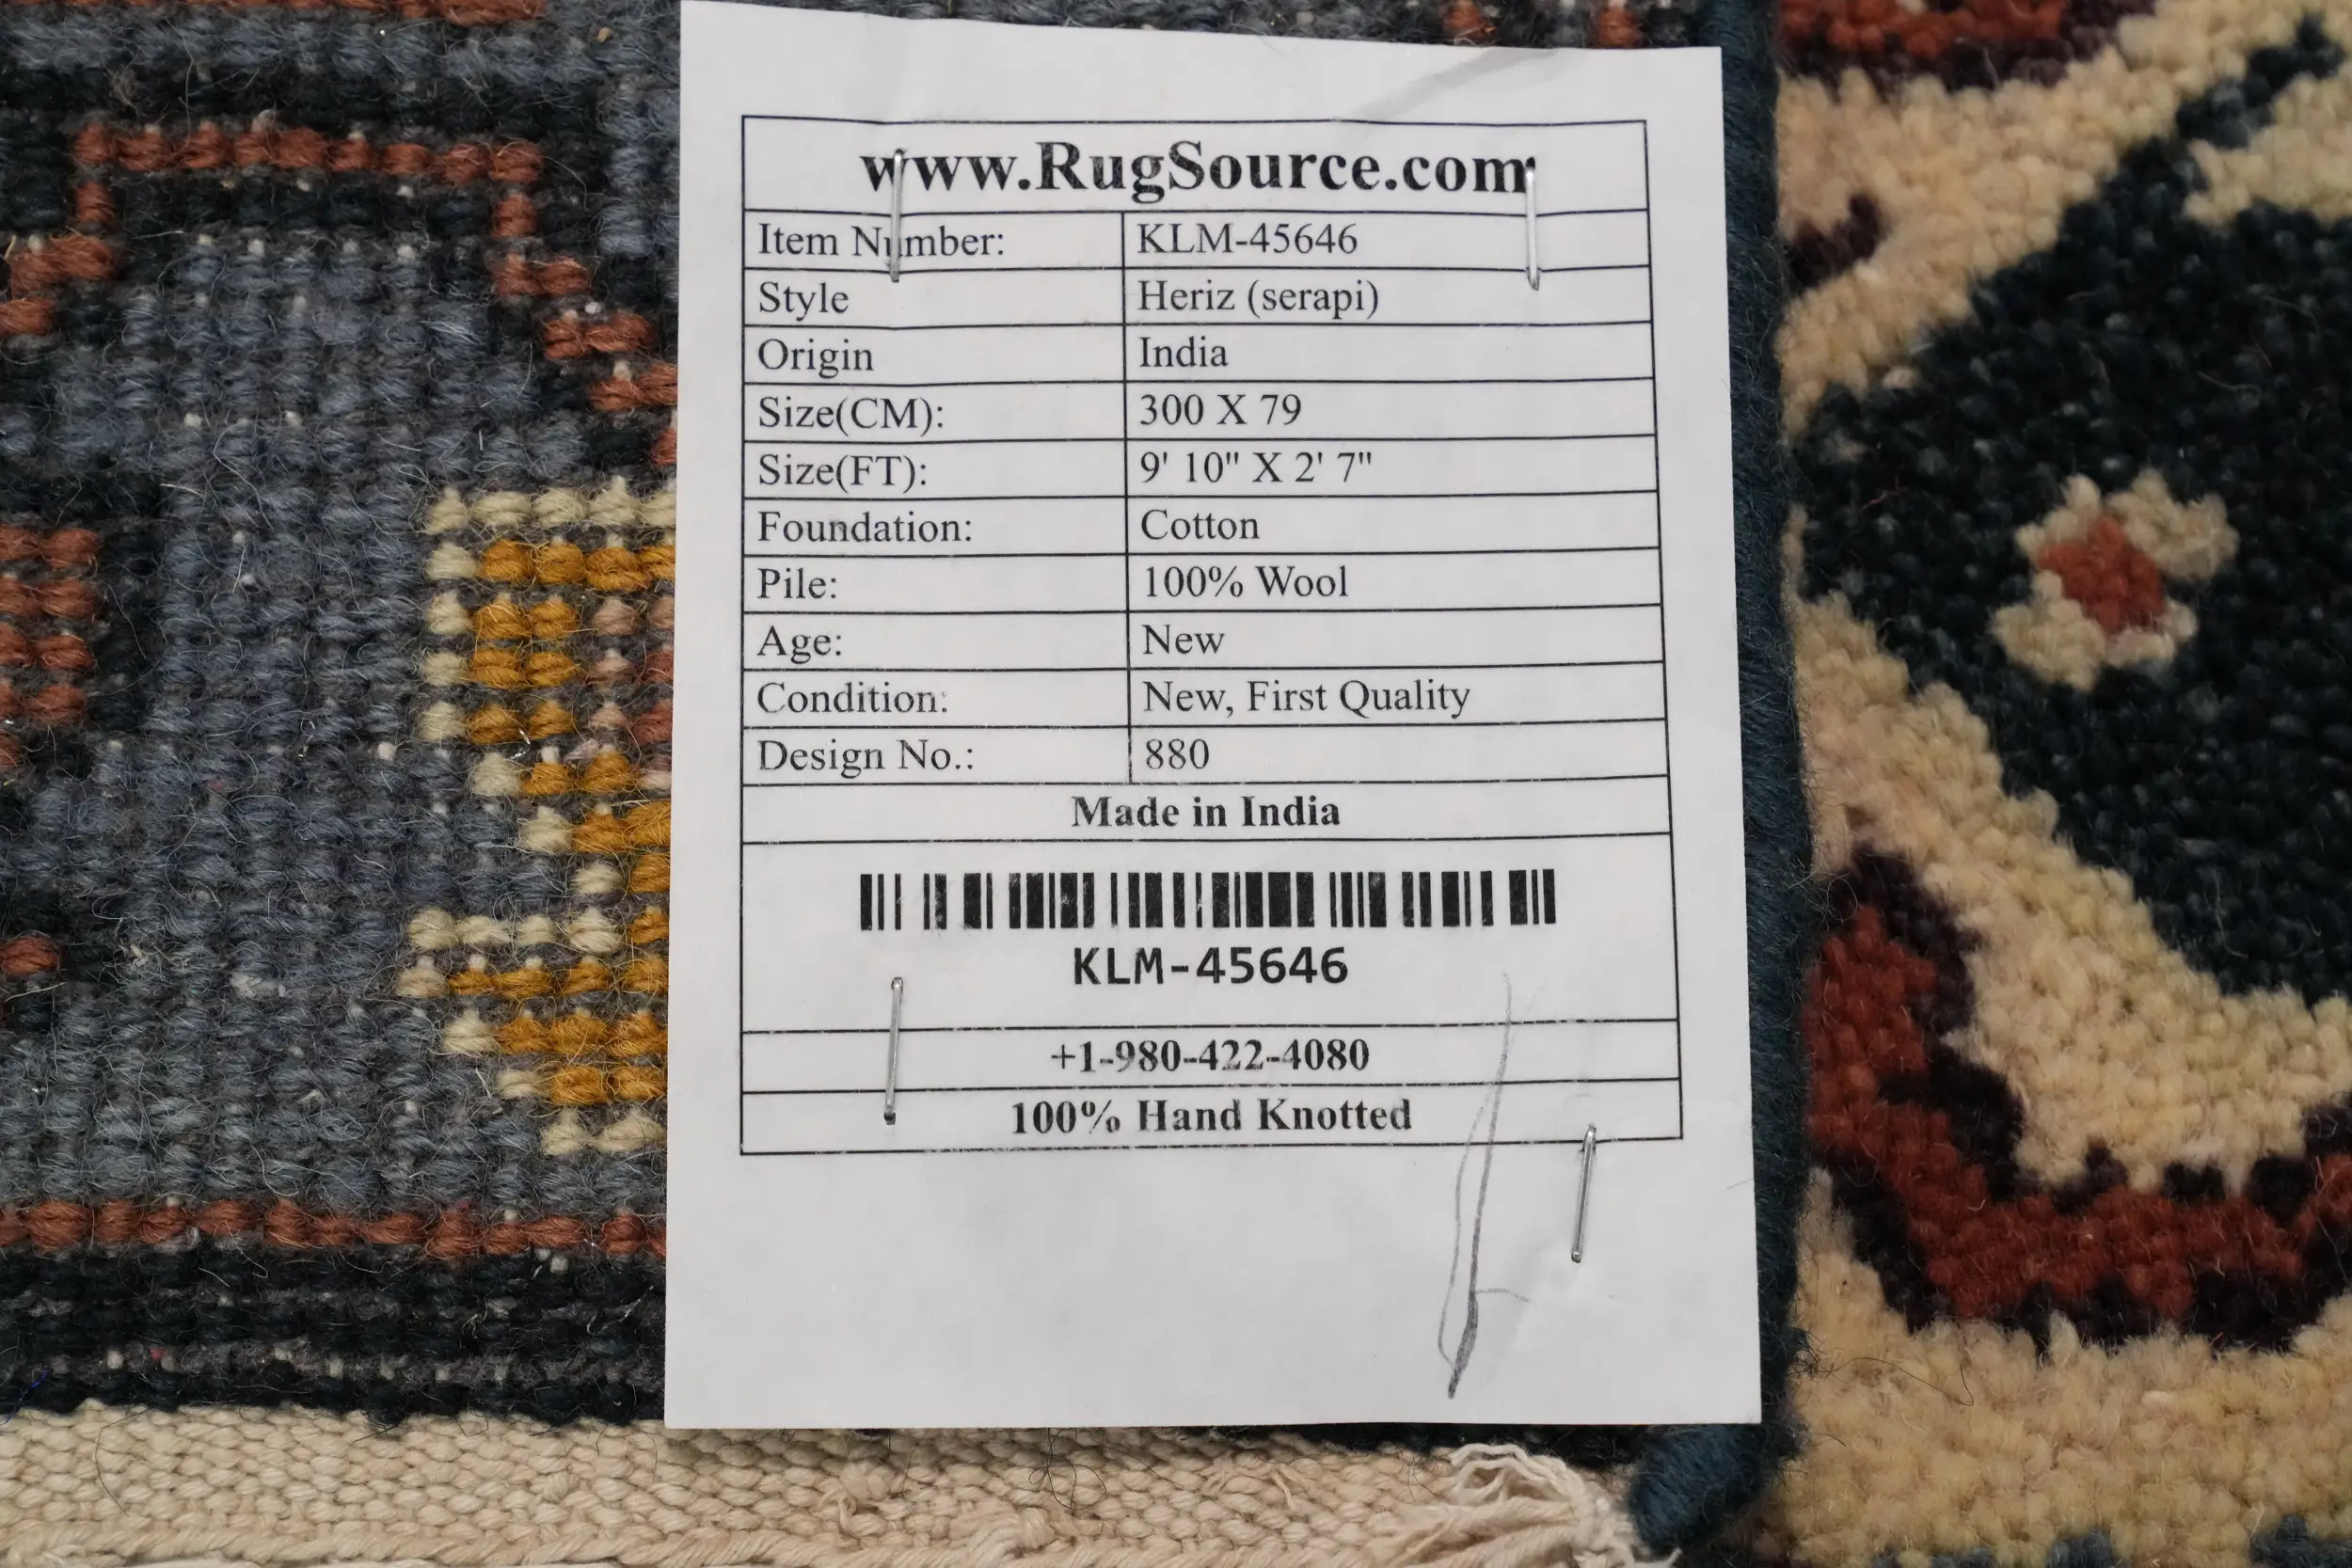 www.RugSource.com
Item Number: KLM-45646
Style Heriz (serapi)
Origin India
Size(CM): 300 X 79
Size(FT): 9' 10" X 2' 7"
Foundation: Cotton
Pile: 100% Wool
Age: New
Condition: New, First Quality
Design No.: 880
Made in India
KLM-45646
+1-980-422-4080
100% Hand Knotted